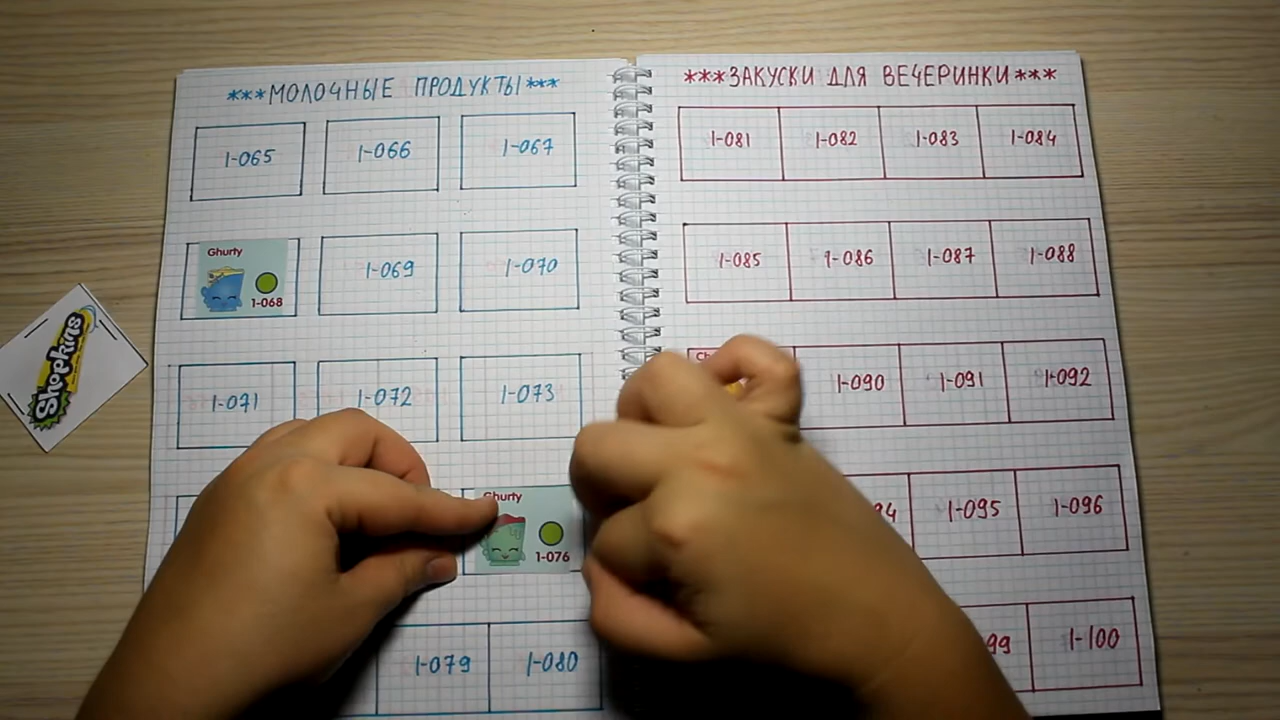 ***МОЛОЧНЫЕ ПРОДУКТЫ***
1-065 1-066 1-067
Ghurty
1-068 1-069 1-070
1-071 1-072 1-073
Ghurty
1-076
1-079 1-080
Shopkins
***ЗАКУСКИ ДЛЯ ВЕЧЕРИНКИ***
1-081 1-082 1-083 1-084
1-085 1-086 1-087 1-088
1-090 1-091 1-092
1-095 1-096
1-100